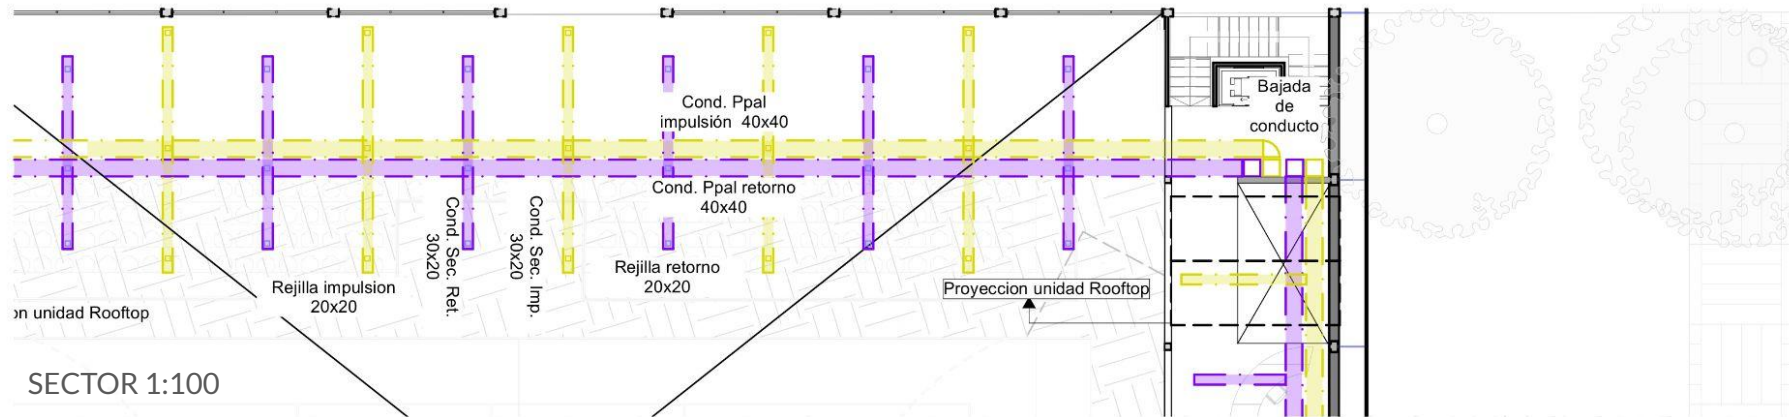 Cond. Ppal
impulsión 40x40
Bajada
de
conducto
Cond. Ppal retorno
40x40
Cond. Sec. Ret.
30x20
Cond. Sec. Imp.
30x20
Rejilla impulsion
20x20
Rejilla retorno
20x20
Proyeccion unidad Rooftop
on unidad Rooftop
SECTOR 1:100